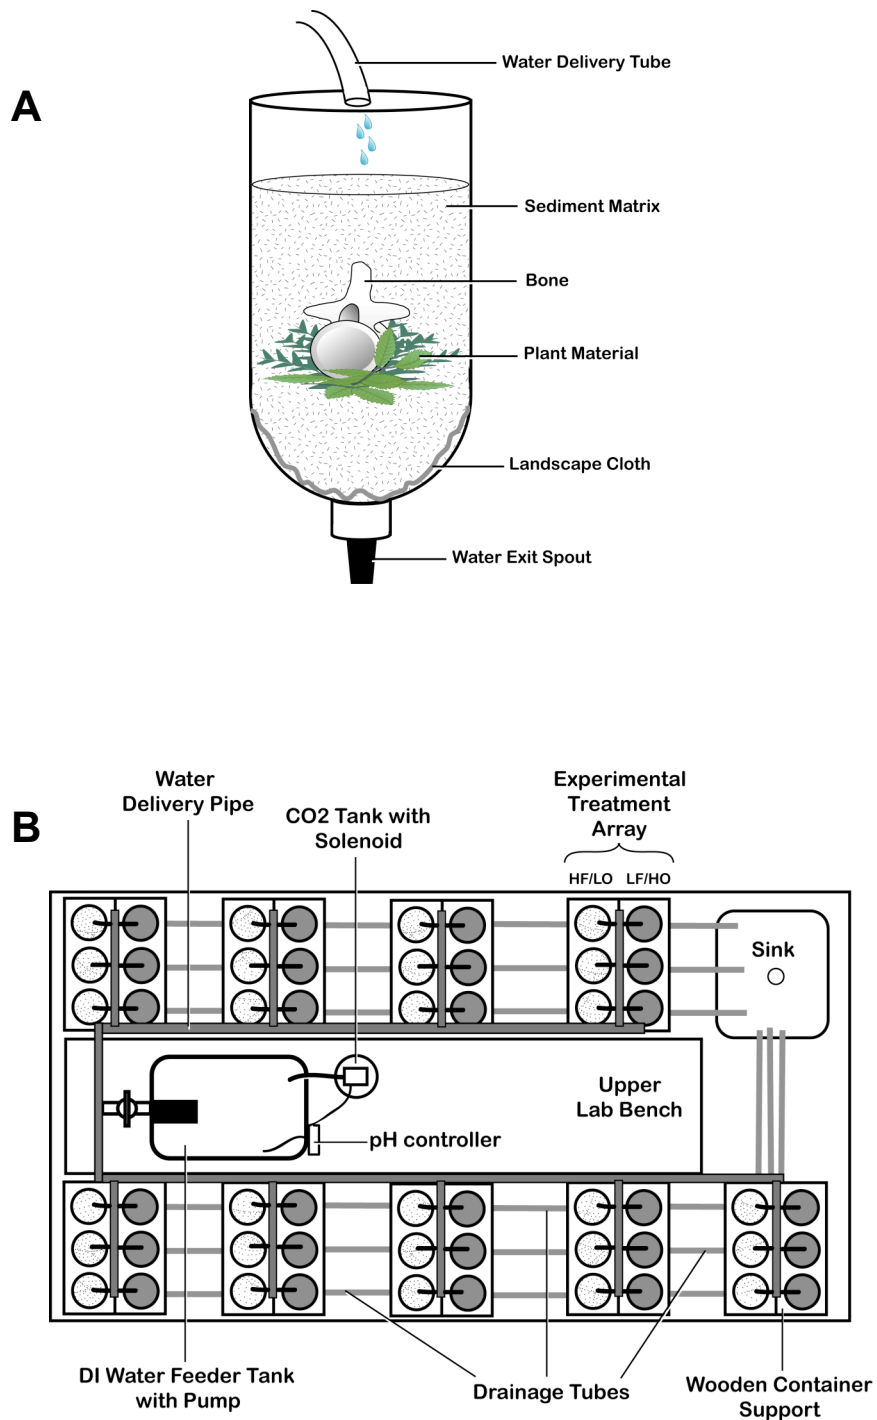 A
Water Delivery Tube
Sediment Matrix
Bone
Plant Material
Landscape Cloth
Water Exit Spout
B
Water
Delivery Pipe
CO2 Tank with
Solenoid
Experimental
Treatment
Array
HF/LO LF/HO
Sink
Upper
Lab Bench
pH controller
DI Water Feeder Tank
with Pump
Drainage Tubes
Wooden Container
Support